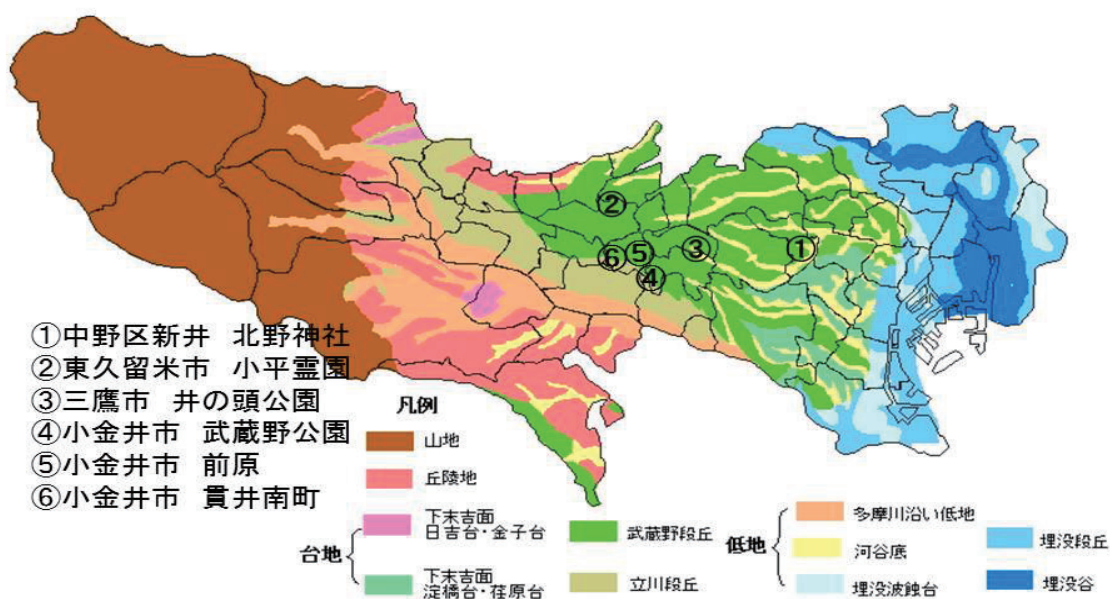 ②
⑥
⑤
③
①
④
①中野区新井 北野神社
②東久留米市 小平霊園
③三鷹市 井の頭公園
④小金井市 武蔵野公園
⑤小金井市 前原
⑥小金井市 貫井南町
凡例
山地
丘陵地
台地
下末吉面
日吉台・金子台
下末吉面
淀橋台・荏原台
武蔵野段丘
立川段丘
低地
多摩川沿い低地
河谷底
埋没波蝕台
埋没段丘
埋没谷